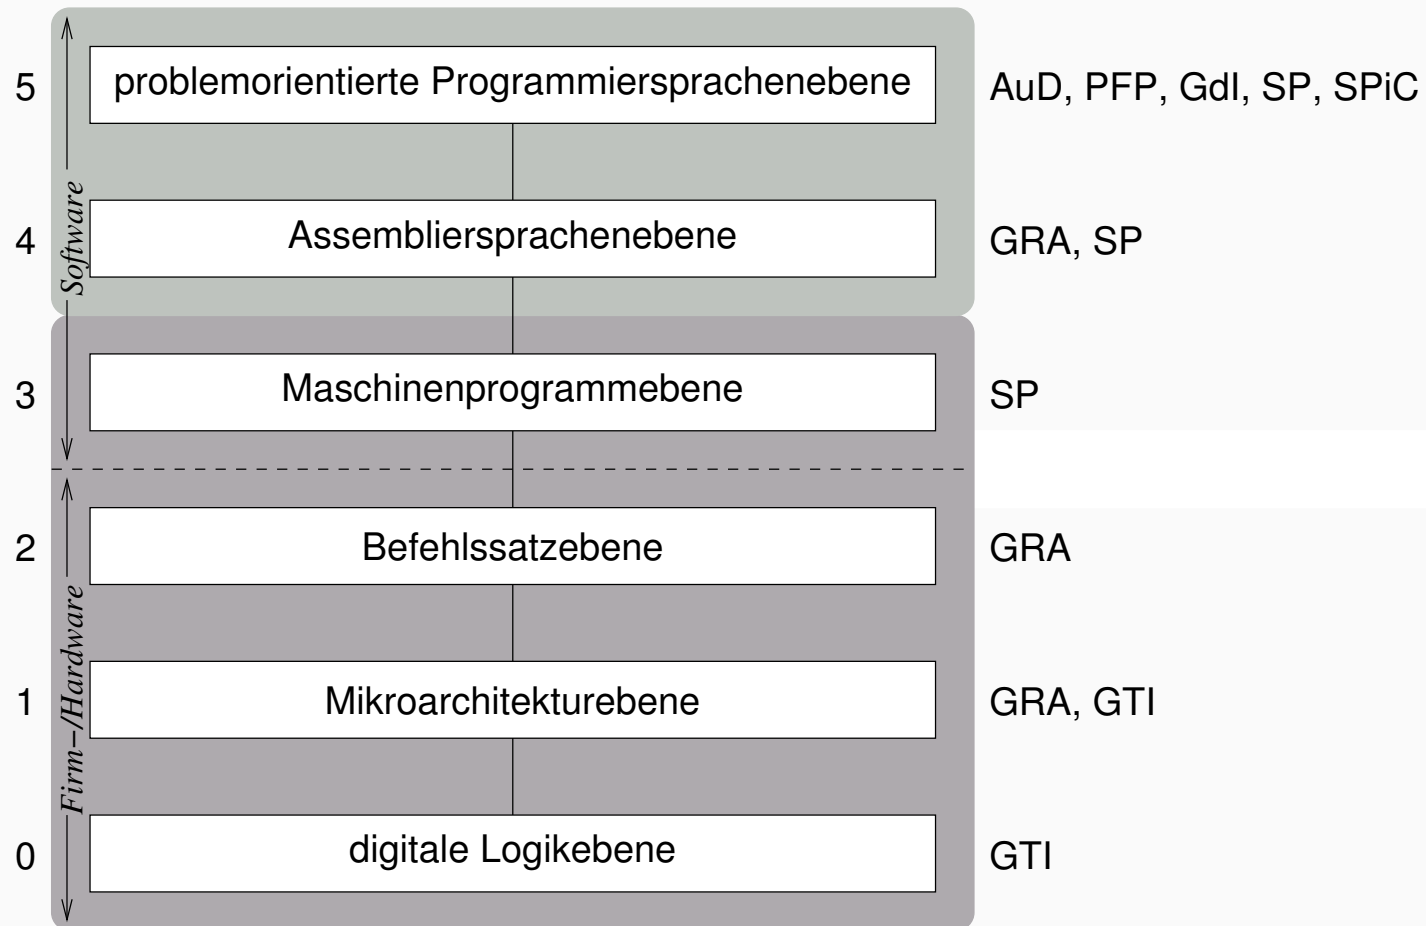 5 problemorientierte Programmiersprachenebene AuD, PFP, GdI, SP, SPiC
Software
4 Assembliersprachenebene GRA, SP
3 Maschinenprogrammebene SP
2 Befehlssatzebene GRA
Firm-/Hardware
1 Mikroarchitekturebene GRA, GTI
0 digitale Logikebene GTI